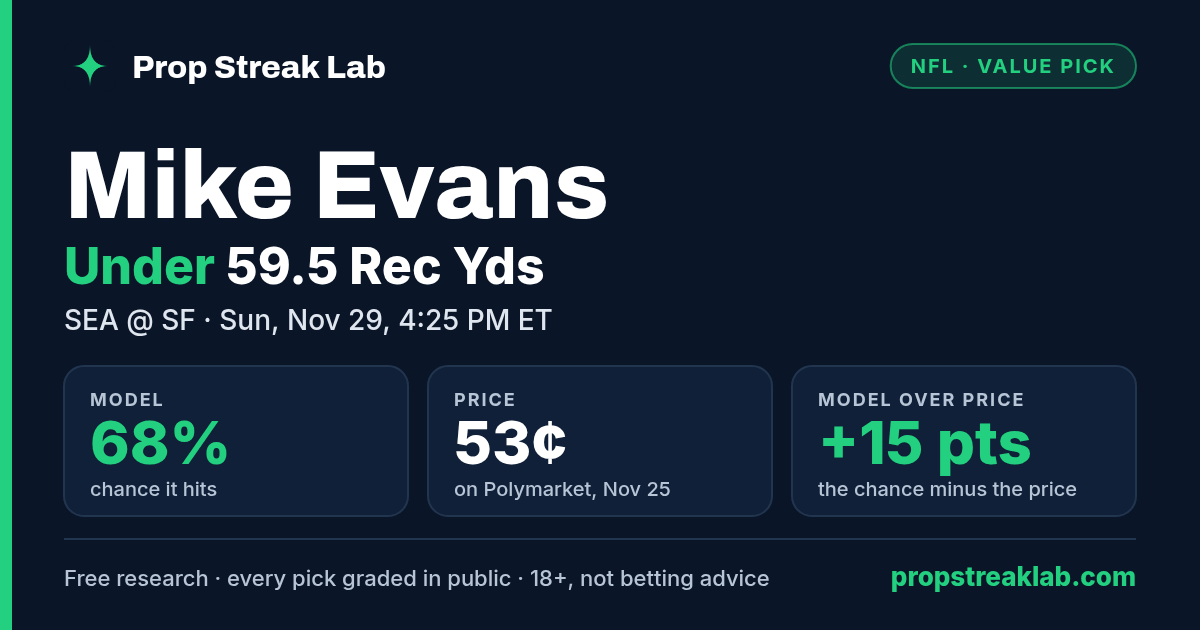 Prop Streak Lab
NFL · VALUE PICK
Mike Evans
Under 59.5 Rec Yds
SEA @ SF · Sun, Nov 29, 4:25 PM ET
MODEL
68%
chance it hits
PRICE
53¢
on Polymarket, Nov 25
MODEL OVER PRICE
+15 pts
the chance minus the price
Free research · every pick graded in public · 18+, not betting advice
propstreaklab.com